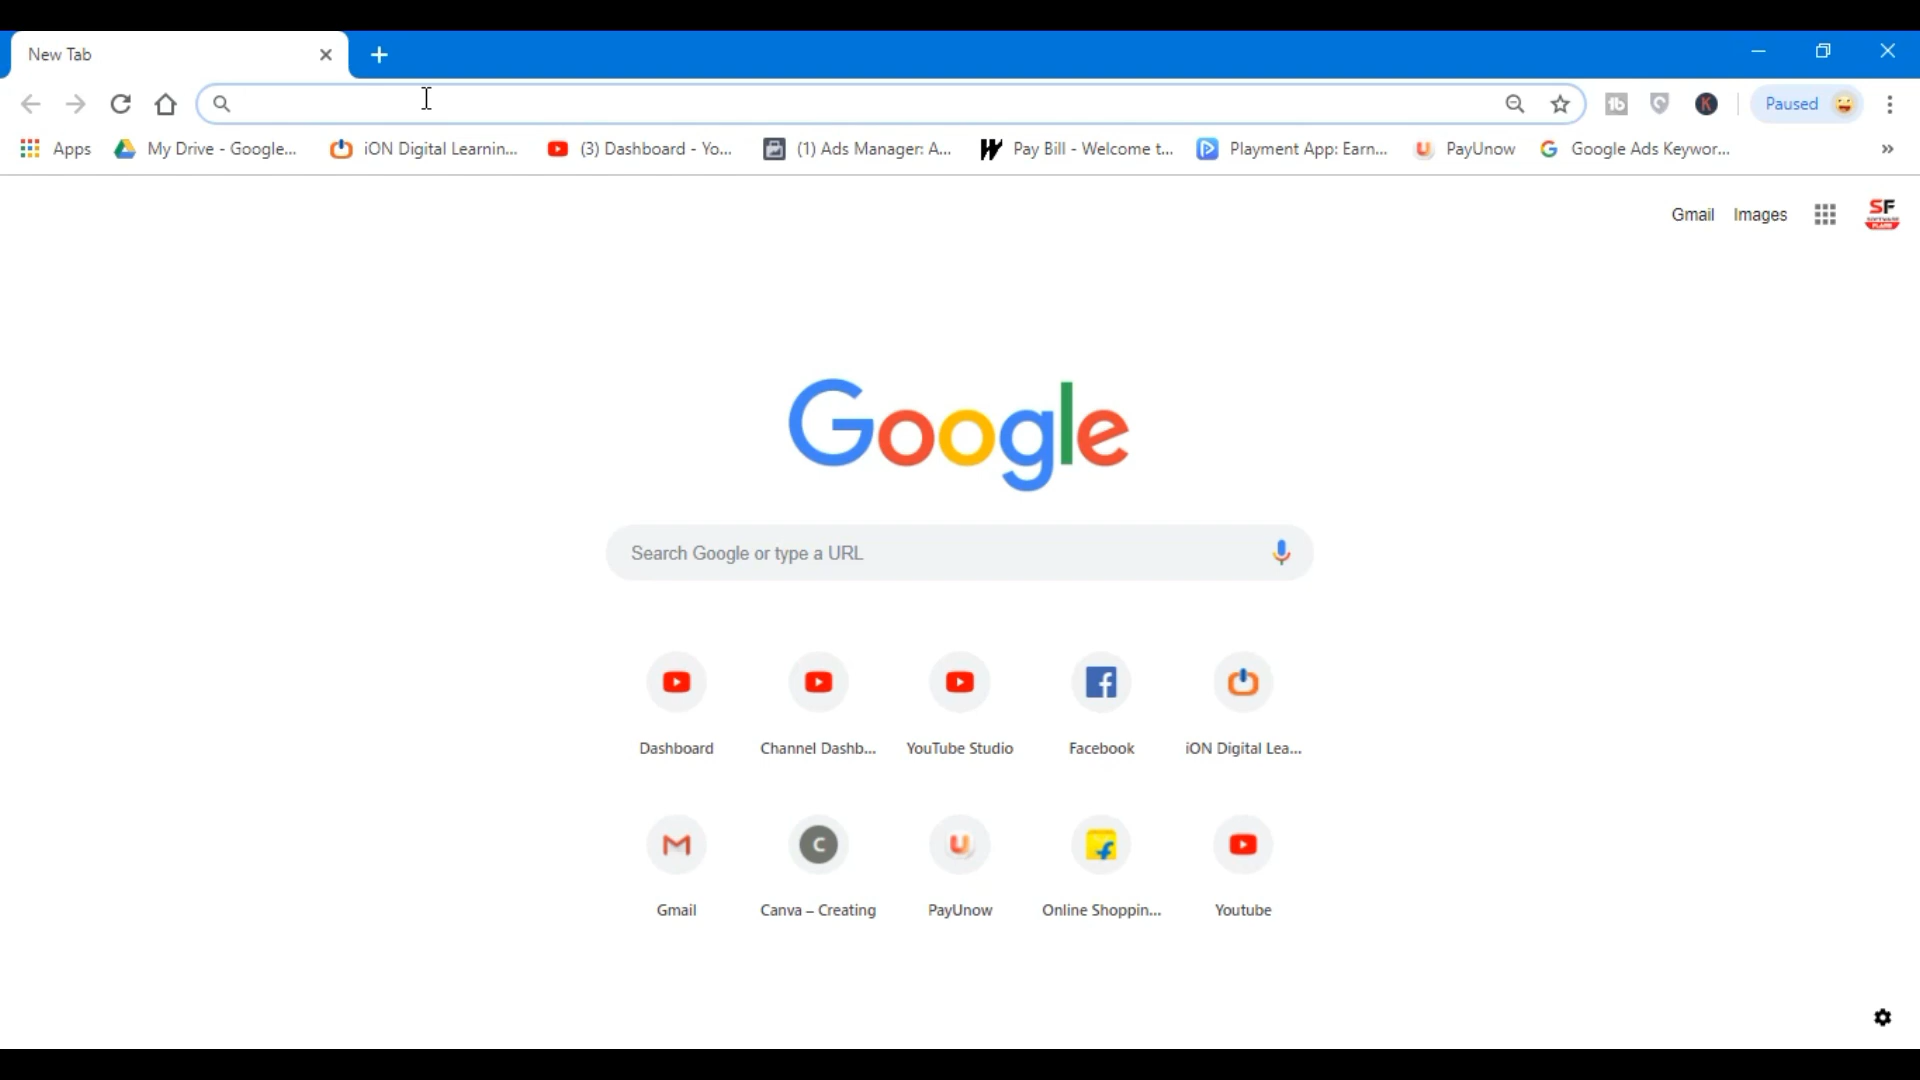 New Tab
Paused
Apps My Drive - Google... iON Digital Learnin... (3) Dashboard - Yo... (1) Ads Manager: A... Pay Bill - Welcome t... Playment App: Earn... PayUnow Google Ads Keywor... »
Gmail Images SF
Google
Search Google or type a URL
Dashboard Channel Dashb... YouTube Studio Facebook iON Digital Lea...
C
Gmail Canva – Creating PayUnow Online Shoppin... Youtube